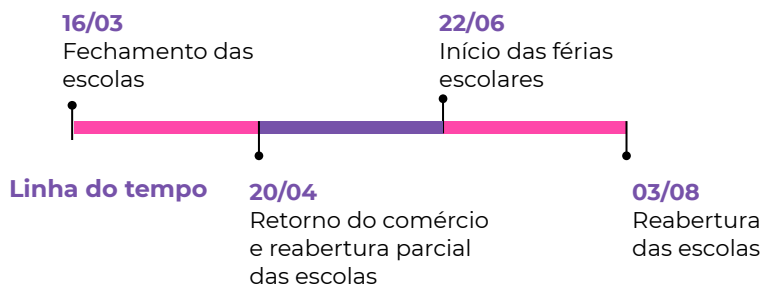 16/03
Fechamento das
escolas
22/06
Início das férias
escolares
Linha do tempo
20/04
Retorno do comércio
e reabertura parcial
das escolas
03/08
Reabertura
das escolas